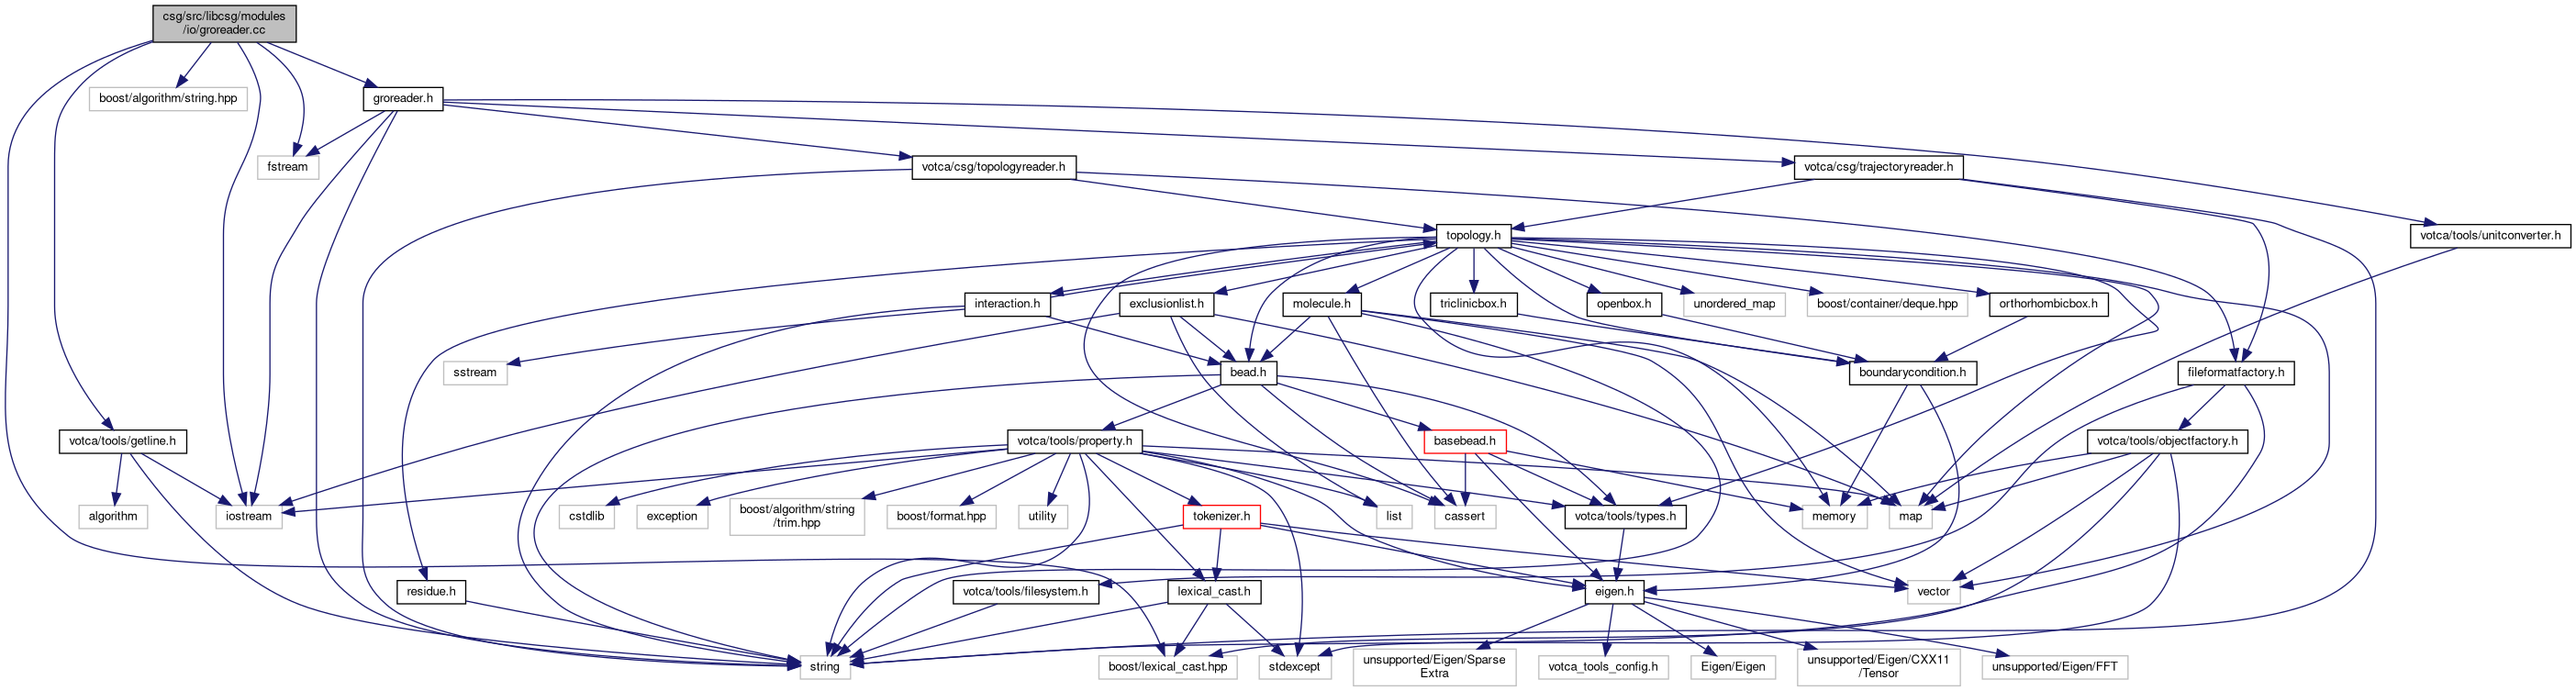 csg/src/libcsg/modules
/io/groreader.cc
boost/algorithm/string.hpp
groreader.h
fstream
votca/csg/topologyreader.h
votca/csg/trajectoryreader.h
topology.h
votca/tools/unitconverter.h
interaction.h
exclusionlist.h
molecule.h
triclinicbox.h
openbox.h
unordered_map
boost/container/deque.hpp
orthorhombicbox.h
sstream
bead.h
boundarycondition.h
fileformatfactory.h
votca/tools/getline.h
votca/tools/property.h
basebead.h
votca/tools/objectfactory.h
algorithm
iostream
cstdlib
exception
boost/algorithm/string
/trim.hpp
boost/format.hpp
utility
tokenizer.h
list
cassert
votca/tools/types.h
memory
map
residue.h
votca/tools/filesystem.h
lexical_cast.h
eigen.h
vector
string
boost/lexical_cast.hpp
stdexcept
unsupported/Eigen/Sparse
Extra
votca_tools_config.h
Eigen/Eigen
unsupported/Eigen/CXX11
/Tensor
unsupported/Eigen/FFT